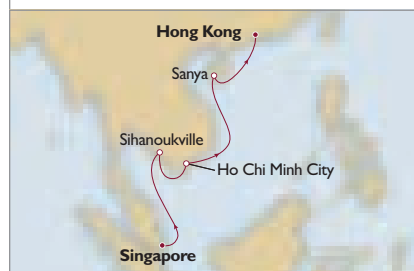 Hong Kong
Sanya
Sihanoukville
Ho Chi Minh City
Singapore